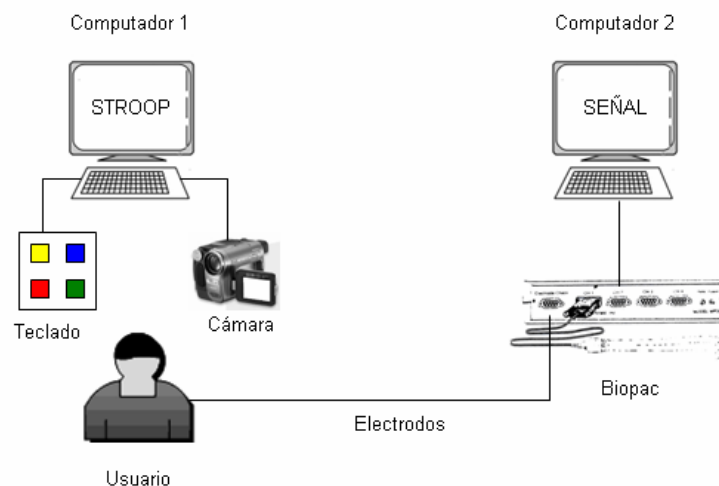 Computador 1
Computador 2
STROOP
SEÑAL
Teclado
Cámara
Biopac
Electrodos
Usuario